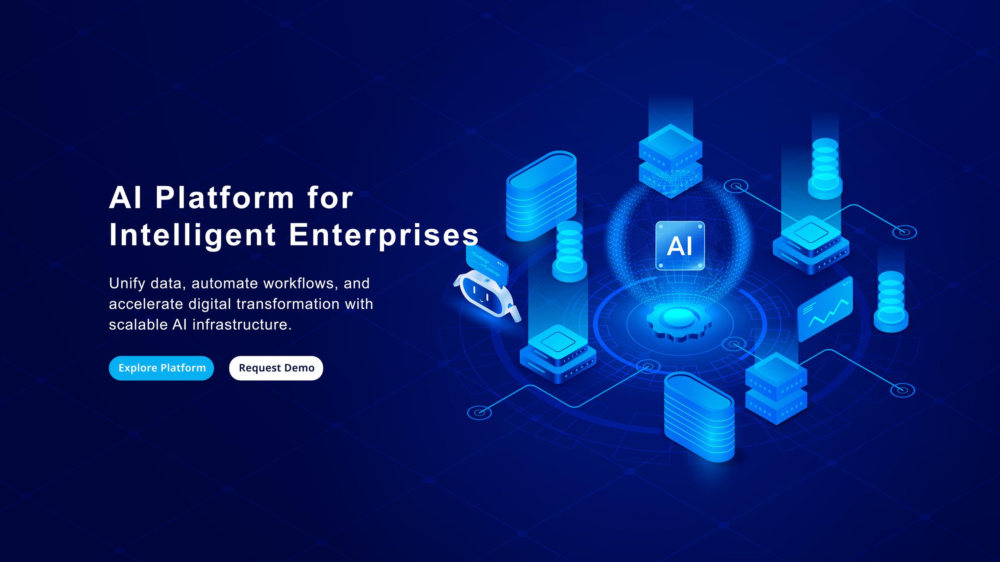 AI Platform for
Intelligent Enterprises
Unify data, automate workflows, and
accelerate digital transformation with
scalable AI infrastructure.
Explore Platform
Request Demo
<Coding>
</Coding>
AI